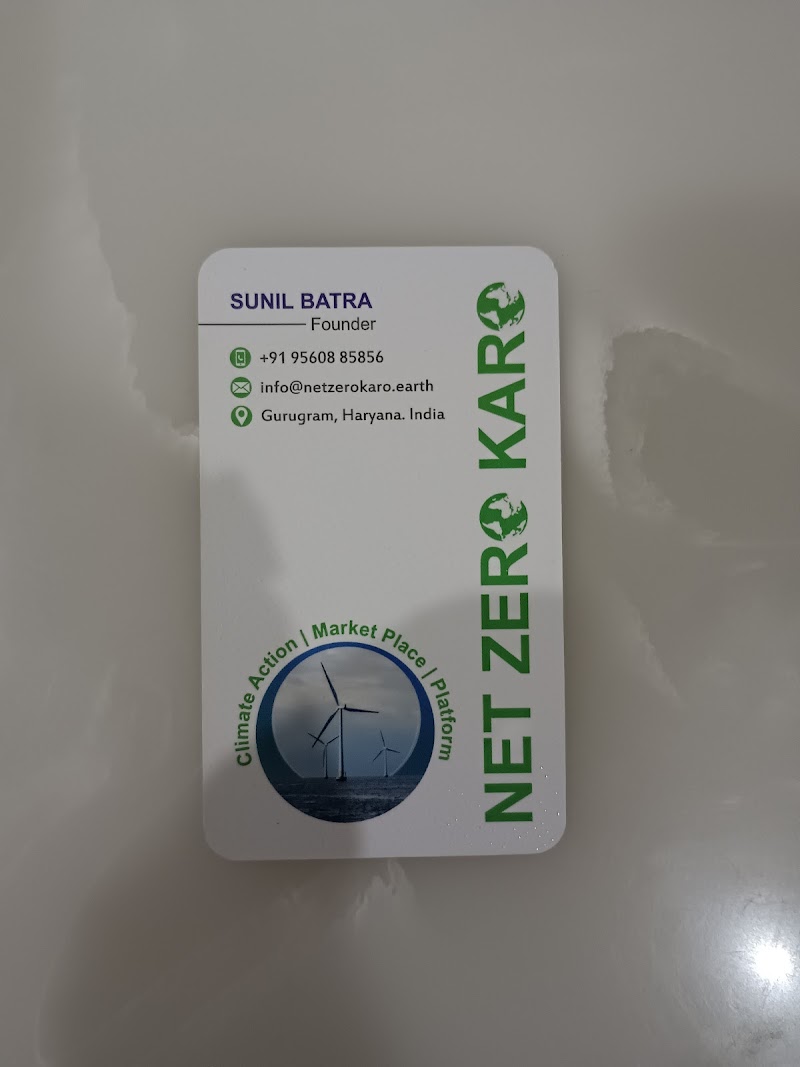 SUNIL BATRA
Founder
+91 95608 85856
info@netzerokaro.earth
Gurugram, Haryana. India
NET ZERO KARO
Climate Action | Market Place | Platform